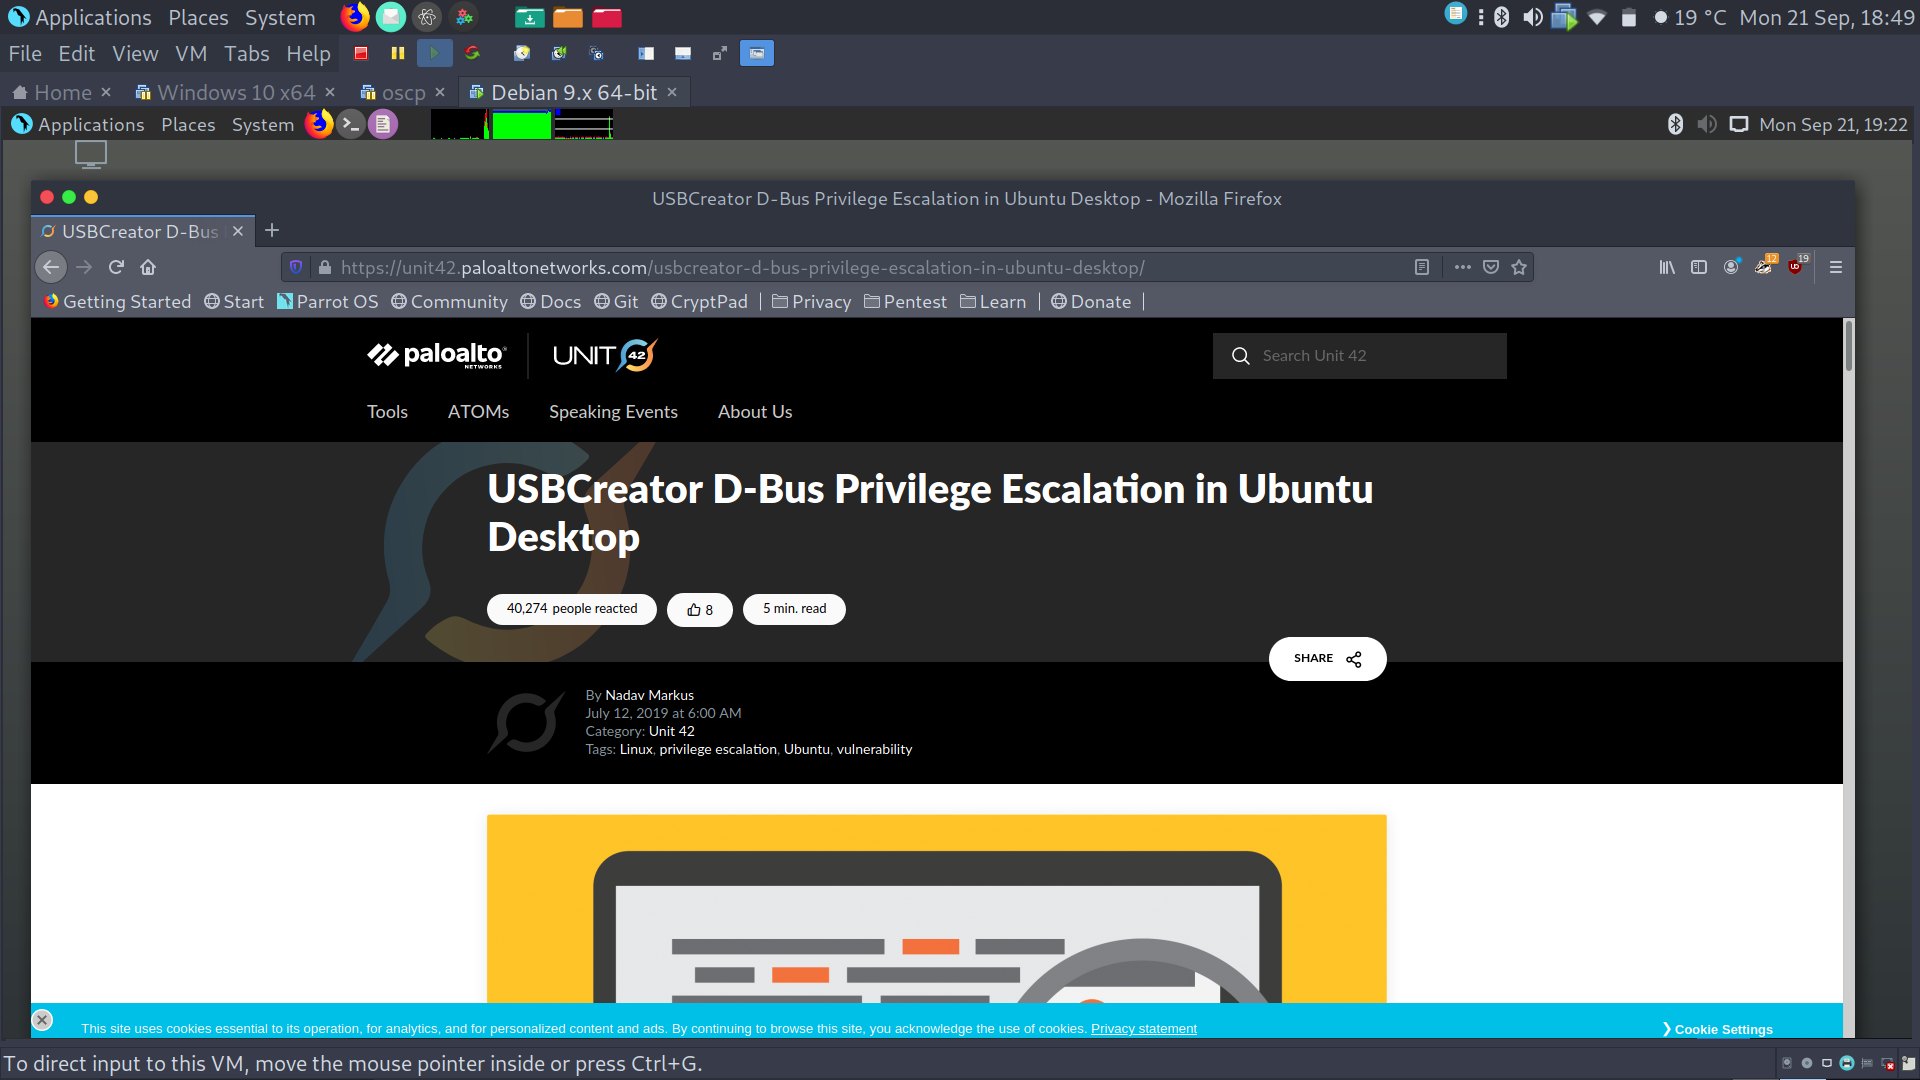 Applications Places System 19 °C Mon 21 Sep, 18:49
File Edit View VM Tabs Help
Home Windows 10 x64 oscp Debian 9.x 64-bit
Applications Places System Mon Sep 21, 19:22
USBCreator D-Bus Privilege Escalation in Ubuntu Desktop - Mozilla Firefox
USBCreator D-Bus
https://unit42.paloaltonetworks.com/usbcreator-d-bus-privilege-escalation-in-ubuntu-desktop/ 12 19
Getting Started Start Parrot OS Community Docs Git CryptPad Privacy Pentest Learn Donate
paloalto NETWORKS UNIT 42 Search Unit 42
Tools ATOMs Speaking Events About Us
USBCreator D-Bus Privilege Escalation in Ubuntu
Desktop
40,274 people reacted 8 5 min. read
SHARE
By Nadav Markus
July 12, 2019 at 6:00 AM
Category: Unit 42
Tags: Linux, privilege escalation, Ubuntu, vulnerability
This site uses cookies essential to its operation, for analytics, and for personalized content and ads. By continuing to browse this site, you acknowledge the use of cookies. Privacy statement ❯ Cookie Settings
To direct input to this VM, move the mouse pointer inside or press Ctrl+G.